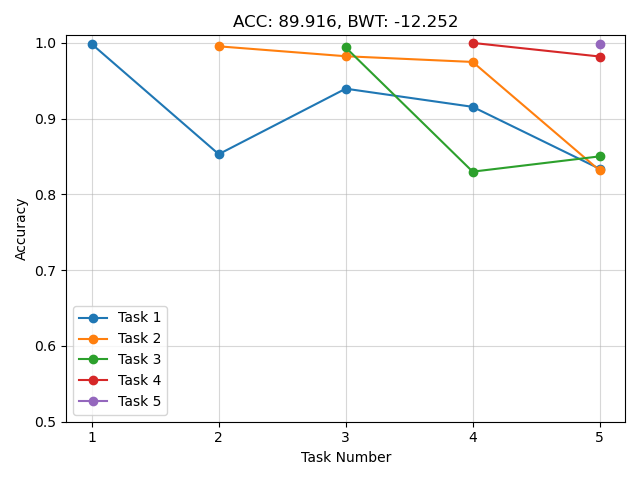 ACC: 89.916, BWT: -12.252
1.0
0.9
0.8
0.7
0.6
0.5
Accuracy
Task 1
Task 2
Task 3
Task 4
Task 5
1 2 3 4 5
Task Number